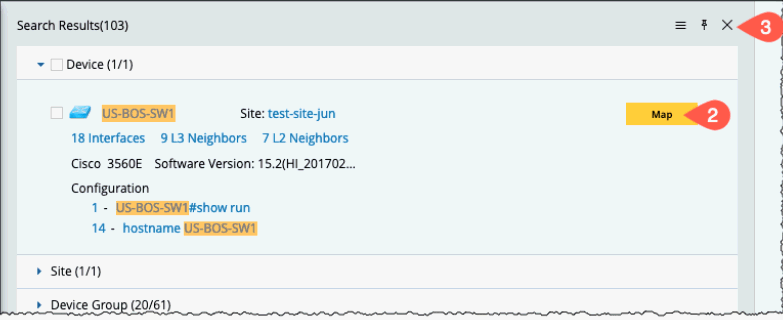 Search Results(103)
3
Device (1/1)
US-BOS-SW1 Site: test-site-jun Map 2
18 Interfaces 9 L3 Neighbors 7 L2 Neighbors
Cisco 3560E Software Version: 15.2(HI_201702...
Configuration
1 - US-BOS-SW1#show run
14 - hostname US-BOS-SW1
Site (1/1)
Device Group (20/61)